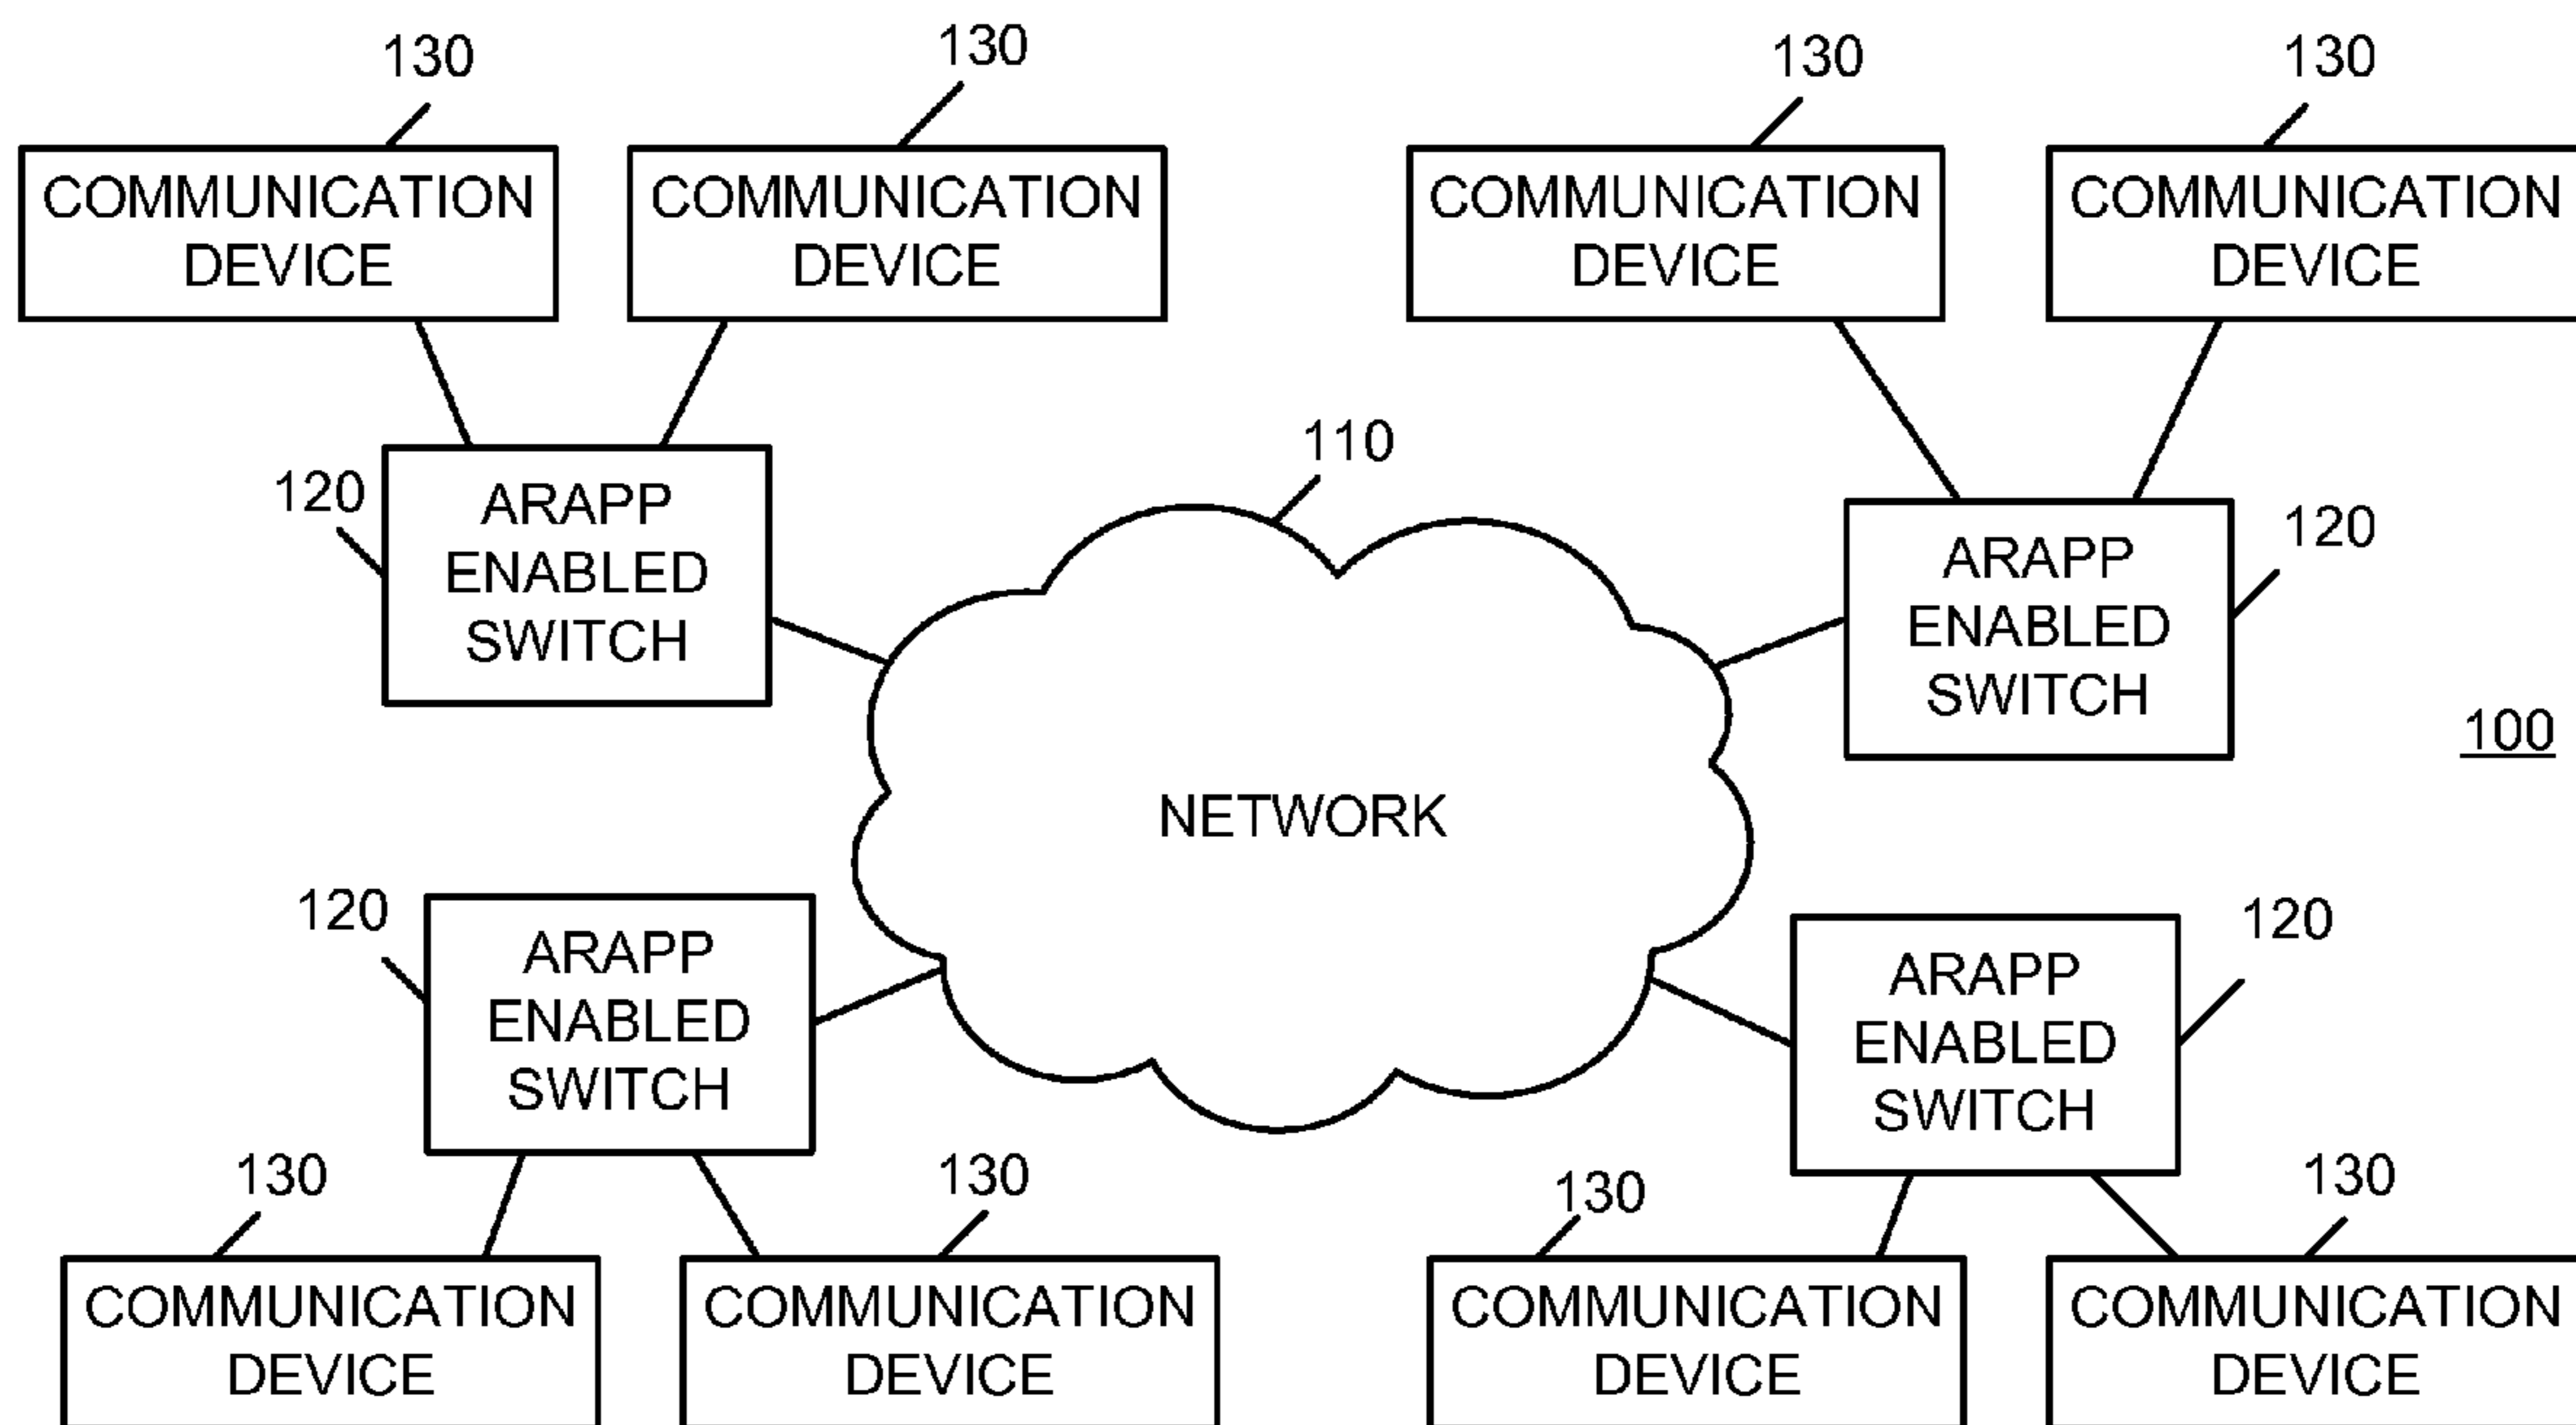 130
130
130
130
COMMUNICATION
DEVICE
COMMUNICATION
DEVICE
COMMUNICATION
DEVICE
COMMUNICATION
DEVICE
110
120
ARAPP
ENABLED
SWITCH
ARAPP
ENABLED
SWITCH
120
100
NETWORK
120
ARAPP
ENABLED
SWITCH
ARAPP
ENABLED
SWITCH
120
130
130
130
130
COMMUNICATION
DEVICE
COMMUNICATION
DEVICE
COMMUNICATION
DEVICE
COMMUNICATION
DEVICE